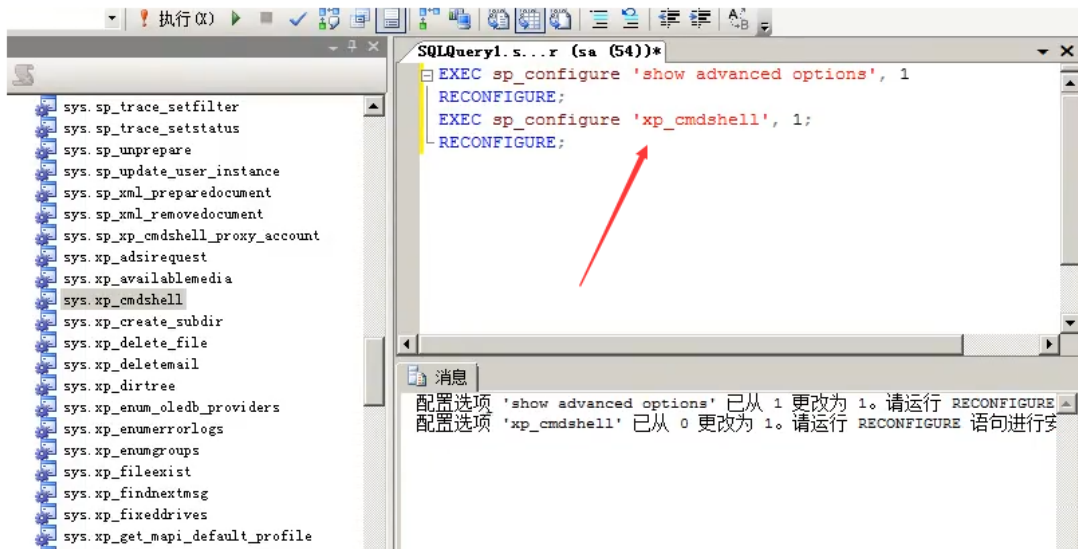 执行(X)
SQLQuery1.s...r (sa (54))*
EXEC sp_configure 'show advanced options', 1
RECONFIGURE;
EXEC sp_configure 'xp_cmdshell', 1;
RECONFIGURE;
sys.sp_trace_setfilter
sys.sp_trace_setstatus
sys.sp_unprepare
sys.sp_update_user_instance
sys.sp_xml_preparedocument
sys.sp_xml_removedocument
sys.sp_xp_cmdshell_proxy_account
sys.xp_adsirequest
sys.xp_availablemedia
sys.xp_cmdshell
sys.xp_create_subdir
sys.xp_delete_file
sys.xp_deletemail
sys.xp_dirtree
sys.xp_enum_oledb_providers
sys.xp_enumerrorlogs
sys.xp_enumgroups
sys.xp_fileexist
sys.xp_findnextmsg
sys.xp_fixeddrives
sys.xp_get_mapi_default_profile
消息
配置选项 'show advanced options' 已从 1 更改为 1。请运行 RECONFIGURE
配置选项 'xp_cmdshell' 已从 0 更改为 1。请运行 RECONFIGURE 语句进行